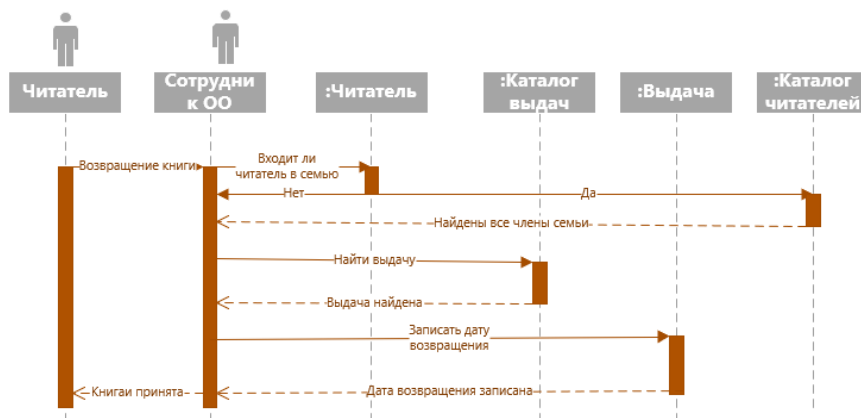 Читатель
Сотрудни
к ОО
:Читатель
:Каталог
выдач
:Выдача
:Каталог
читателей
Возвращение книги
Входит ли
читатель в семью
Нет
Да
Найдены все члены семьи
Найти выдачу
Выдача найдена
Записать дату
возвращения
Книгаи принята
Дата возвращения записана